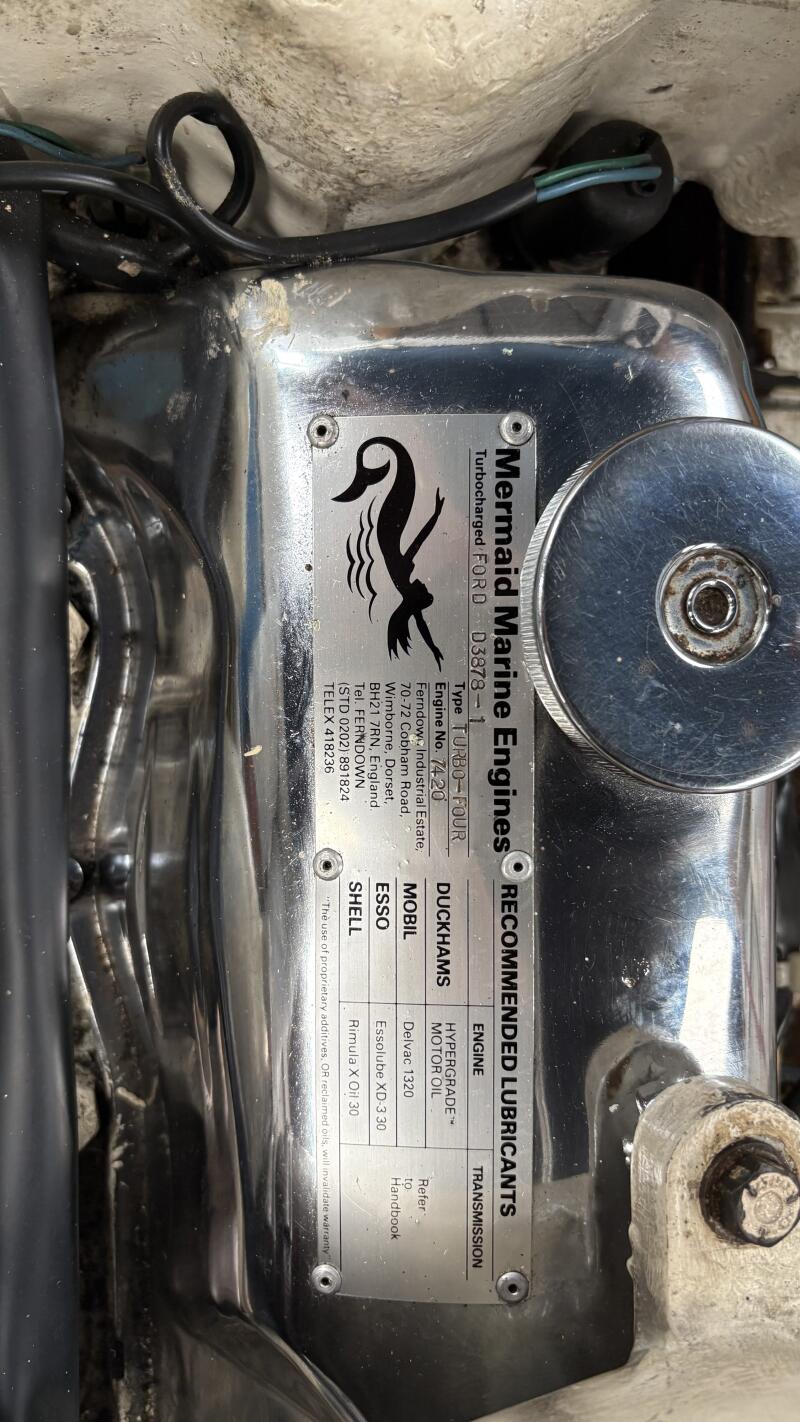 Mermaid Marine Engines
Turbocharged FORD D3878-1
Type TURBO-FOUR
Engine No. 7420
Ferndown Industrial Estate,
70-72 Cobham Road,
Wimborne, Dorset,
BH21 7RN, England
Tel. FERNDOWN
(STD 0202) 891824
TELEX 418236
RECOMMENDED LUBRICANTS
ENGINE TRANSMISSION
DUCKHAMS HYPERGRADE™
MOTOR OIL
MOBIL Delvac 1320
ESSO Essolube XD-3 30
SHELL Rimula X Oil 30
Refer
to
Handbook
"The use of proprietary additives, OR reclaimed oils, will invalidate warranty"